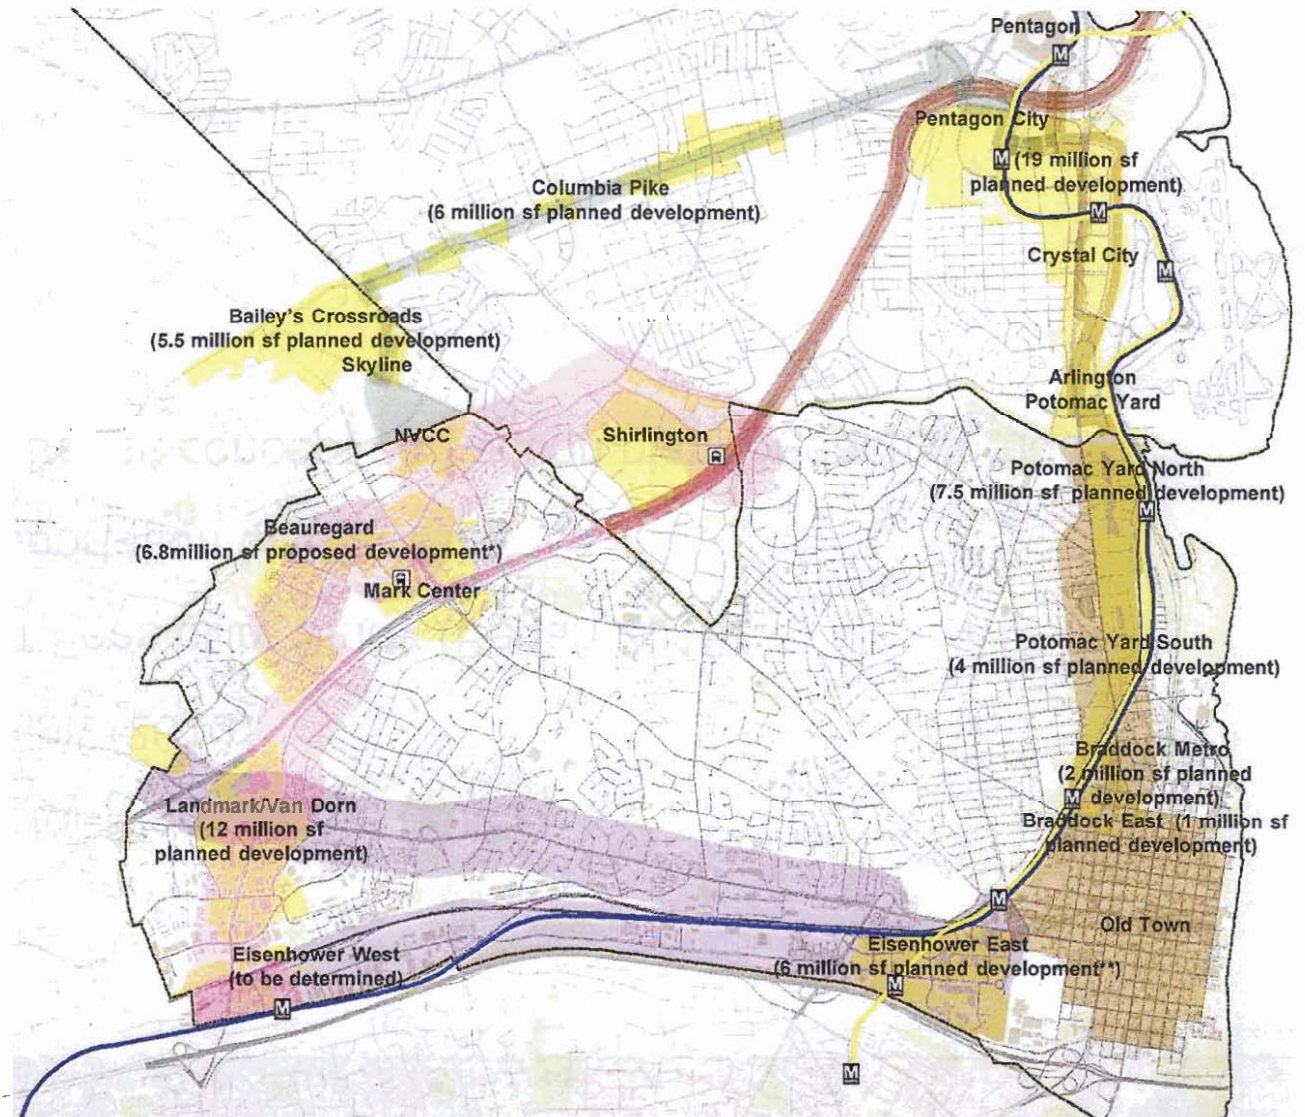 Pentagon
M
Pentagon City
M (19 million sf
planned development)
M
Columbia Pike
(6 million sf planned development)
Crystal City
M
Bailey's Crossroads
(5.5 million sf planned development)
Skyline
Arlington
Potomac Yard
NVCC
Shirlington
Potomac Yard North
(7.5 million sf planned development)
M
Beauregard
(6.8million sf proposed development*)
Mark Center
Potomac Yard South
(4 million sf planned development)
Braddock Metro
(2 million sf planned
M development)
Braddock East (1 million sf
planned development)
Landmark/Van Dorn
(12 million sf
planned development)
M
Old Town
Eisenhower East
(6 million sf planned development**)
M
Eisenhower West
(to be determined)
M
M